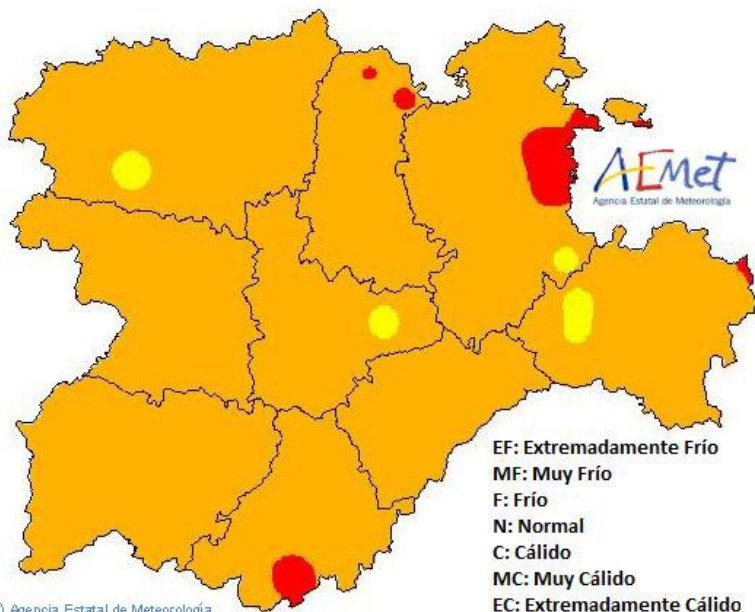 AEMet
Agencia Estatal de Meteorología
EF: Extremadamente Frío
MF: Muy Frío
F: Frío
N: Normal
C: Cálido
MC: Muy Cálido
EC: Extremadamente Cálido
) Agencia Estatal de Meteorología